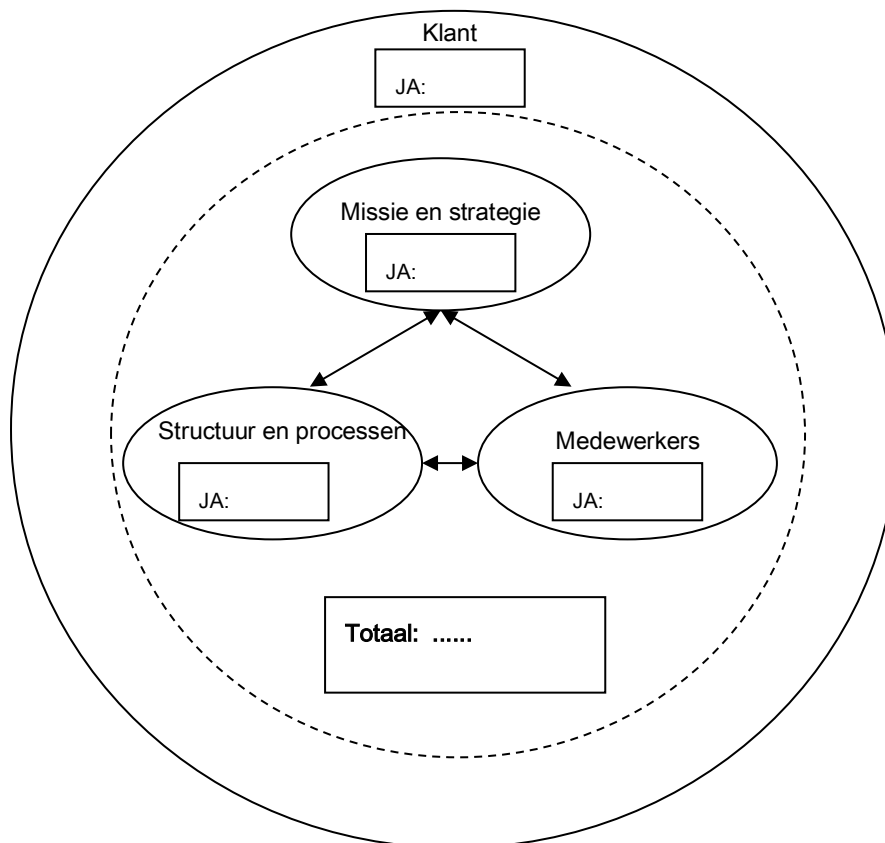 Klant
JA:
Missie en strategie
JA:
Structuur en processen
JA:
Medewerkers
JA:
Totaal: ......